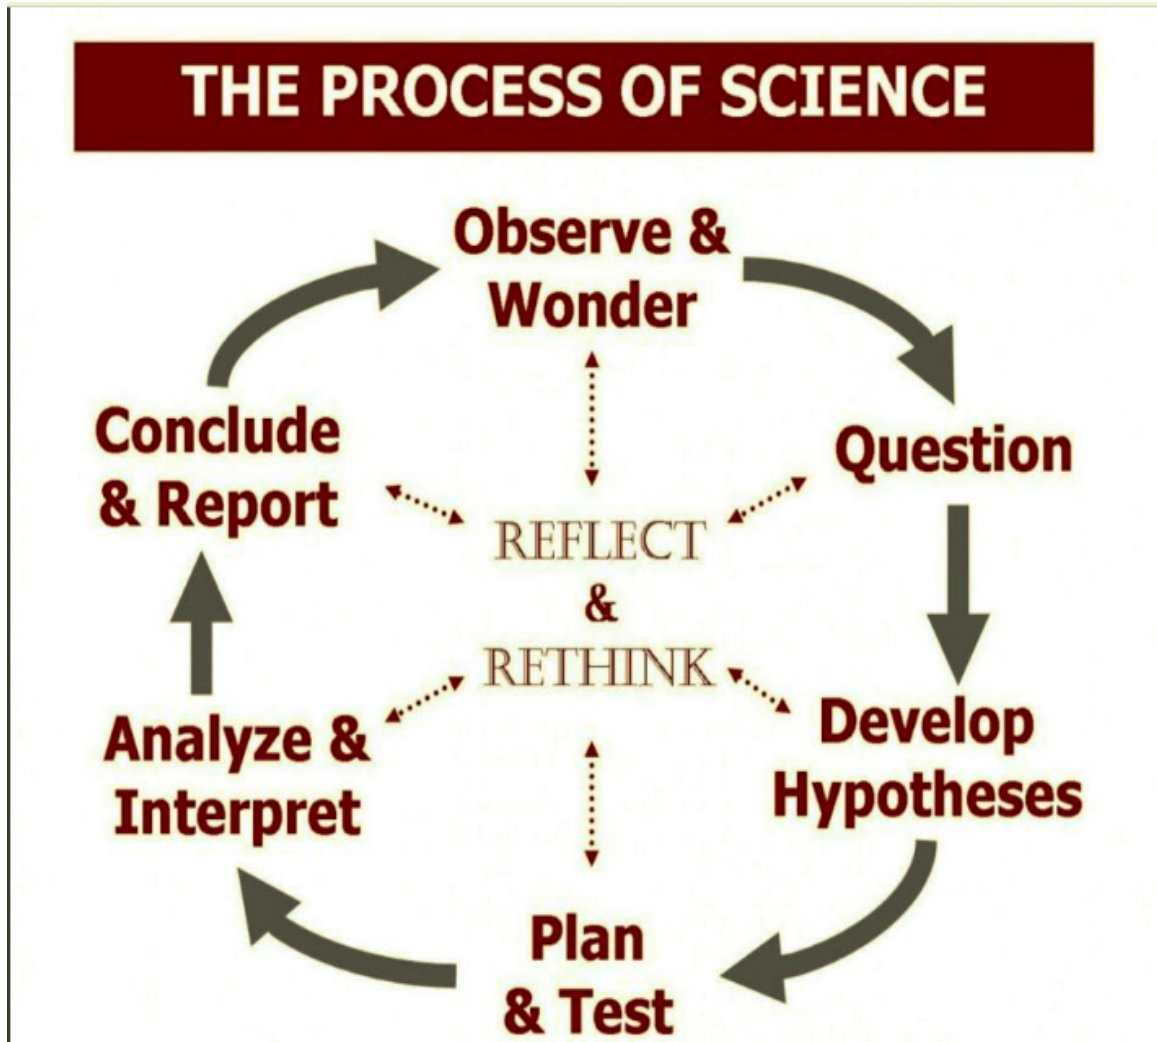 THE PROCESS OF SCIENCE
Observe &
Wonder
Question
Develop
Hypotheses
Plan
& Test
Analyze &
Interpret
Conclude
& Report
REFLECT
&
RETHINK